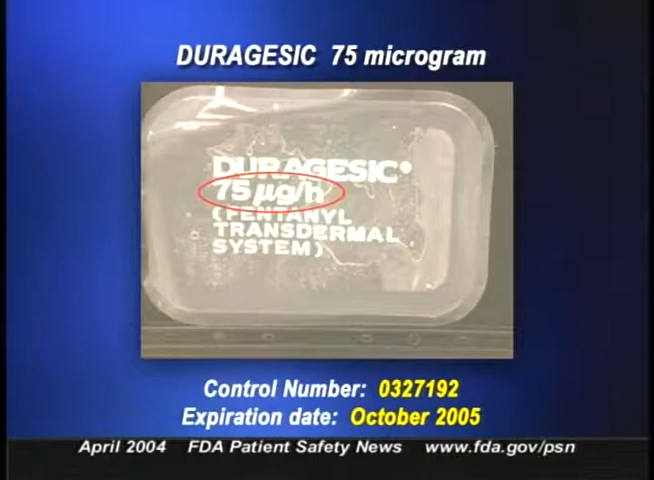 DURAGESIC 75 microgram
DURAGESIC®
75 µg/h
(FENTANYL
TRANSDERMAL
SYSTEM)
Control Number: 0327192
Expiration date: October 2005
April 2004 FDA Patient Safety News www.fda.gov/psn